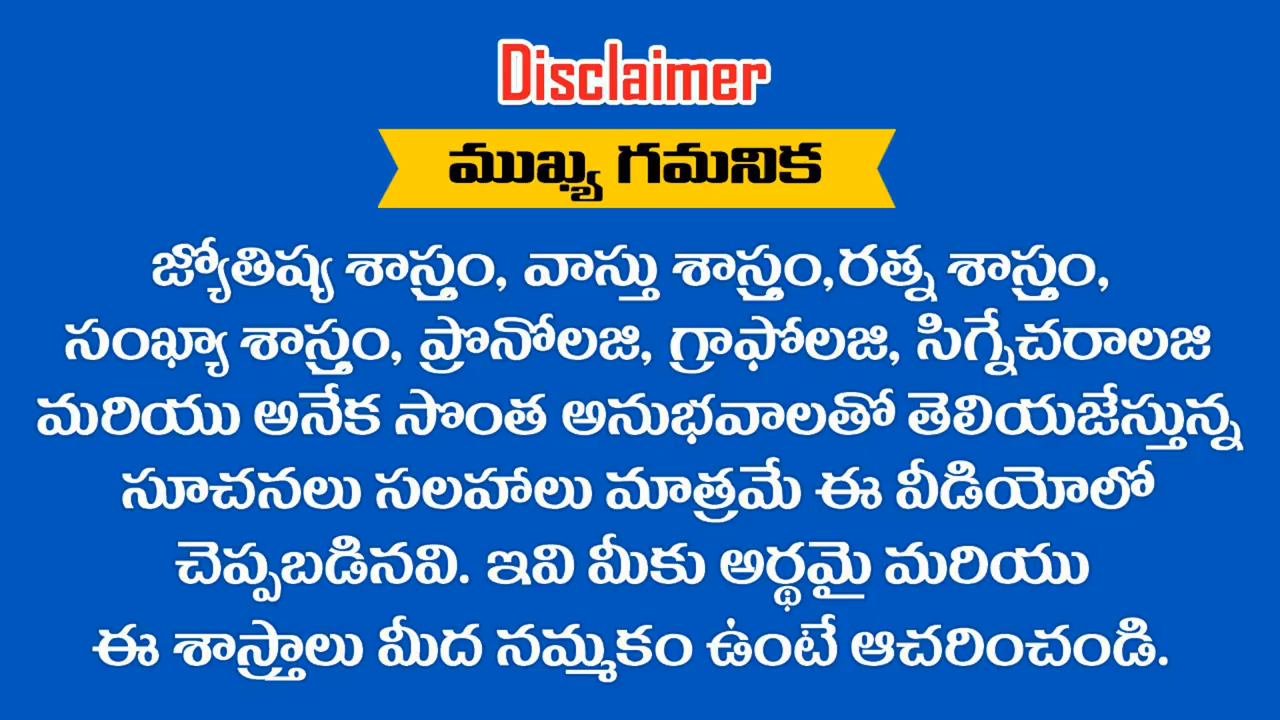 Disclaimer
ముఖ్య గమనిక
జ్యోతిష్య శాస్త్రం, వాస్తు శాస్త్రం,రత్న శాస్త్రం,
సంఖ్యా శాస్త్రం, ప్రొనోలజి, గ్రాఫోలజి, సిగ్నేచరాలజి
మరియు అనేక సొంత అనుభవాలతో తెలియజేస్తున్న
సూచనలు సలహాలు మాత్రమే ఈ వీడియోలో
చెప్పబడినవి. ఇవి మీకు అర్థమై మరియు
ఈ శాస్త్రాలు మీద నమ్మకం ఉంటే ఆచరించండి.